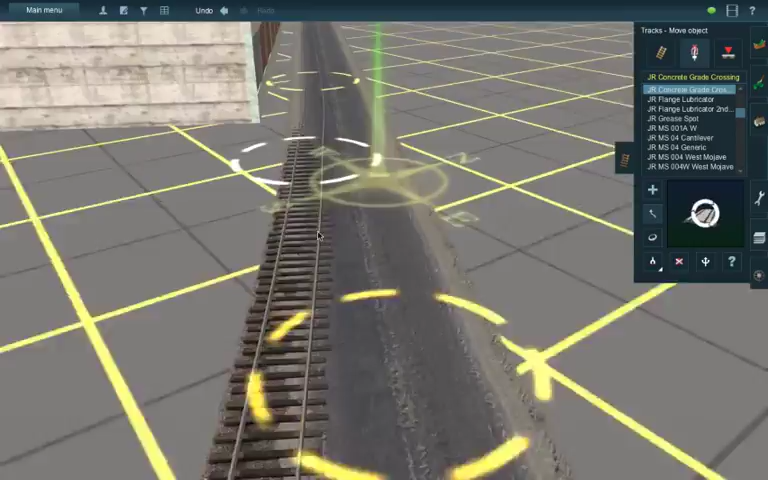 Main menu
Undo
Redo
Tracks - Move object
JR Concrete Grade Crossing
JR Concrete Grade Cros...
JR Flange Lubricator
JR Flange Lubricator 2nd...
JR Grease Spot
JR MS 001A W
JR MS 04 Cantilever
JR MS 04 Generic
JR MS 004 West Mojave
JR MS 004W West Mojave